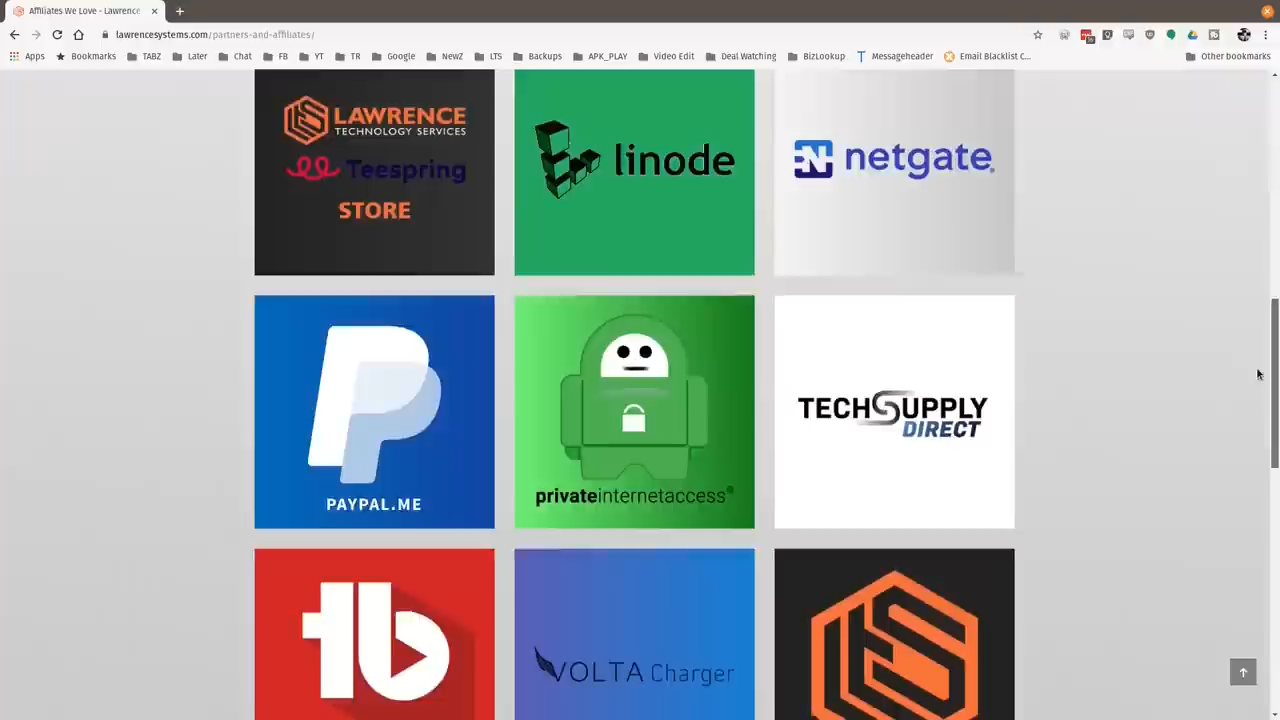 Affiliates We Love - Lawrence
lawrencesystems.com/partners-and-affiliates/
Apps Bookmarks TABZ Later Chat FB YT TR Google NewZ LTS Backups APK_PLAY Video Edit Deal Watching BizLookup Messageheader Email Blacklist C... Other bookmarks
LAWRENCE
TECHNOLOGY SERVICES
Teespring
STORE
linode
netgate
PAYPAL.ME
privateinternetaccess®
TECHSUPPLY
DIRECT
tb
VOLTA Charger